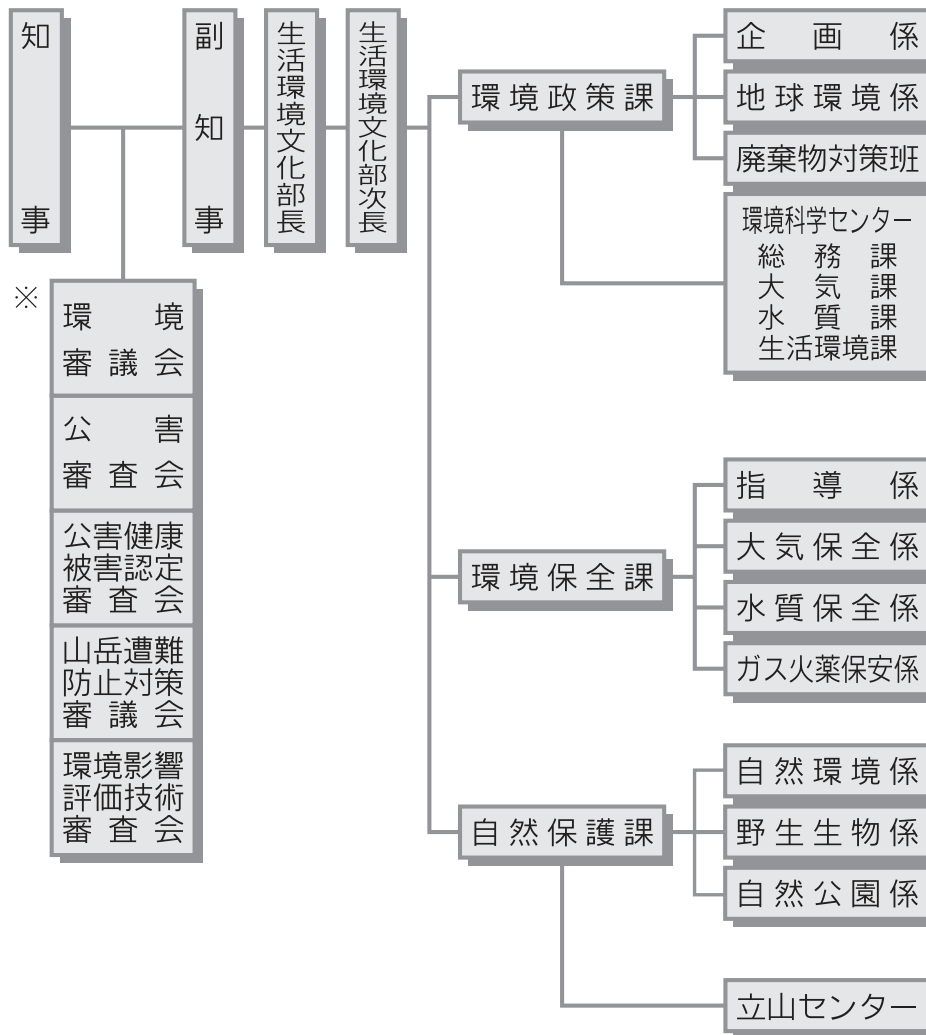 知事
副知事
生活環境文化部長
生活環境文化部次長
※
環境
審議会
公害
審査会
公害健康
被害認定
審査会
山岳遭難
防止対策
審議会
環境影響
評価技術
審査会
環境政策課
企画係
地球環境係
廃棄物対策班
環境科学センター
総務課
大気課
水質課
生活環境課
環境保全課
指導係
大気保全係
水質保全係
ガス火薬保安係
自然保護課
自然環境係
野生生物係
自然公園係
立山センター